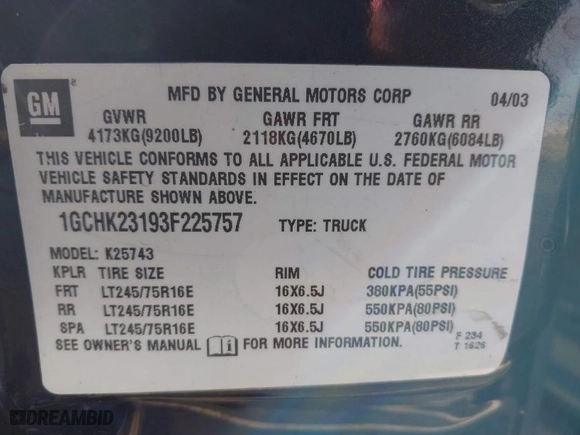 GM
®
MFD BY GENERAL MOTORS CORP 04/03
GVWR GAWR FRT GAWR RR
4173KG(9200LB) 2118KG(4670LB) 2760KG(6084LB)
THIS VEHICLE CONFORMS TO ALL APPLICABLE U.S. FEDERAL MOTOR
VEHICLE SAFETY STANDARDS IN EFFECT ON THE DATE OF
MANUFACTURE SHOWN ABOVE.
1GCHK23193F225757 TYPE: TRUCK
MODEL: K25743
KPLR TIRE SIZE RIM COLD TIRE PRESSURE
FRT LT245/75R16E 16X6.5J 380KPA(55PSI)
RR LT245/75R16E 16X6.5J 550KPA(80PSI)
SPA LT245/75R16E 16X6.5J 550KPA(80PSI)
SEE OWNER'S MANUAL i FOR MORE INFORMATION.
F 234
T 1626
DREAMBID